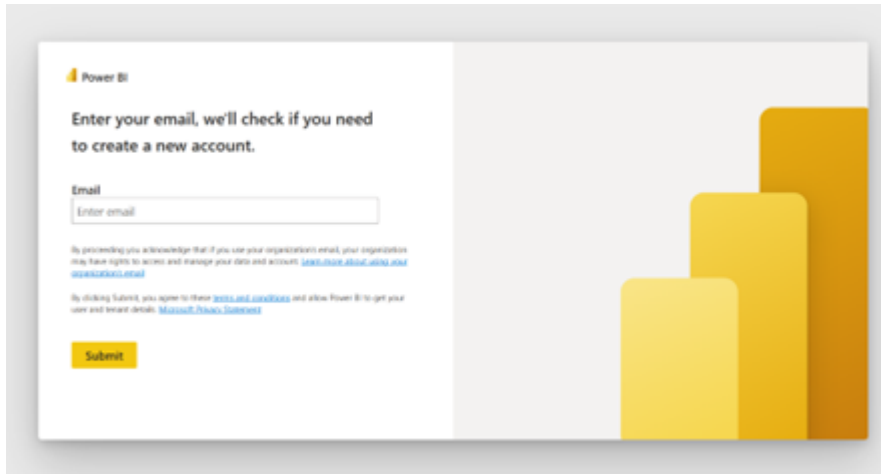 Power BI
Enter your email, we'll check if you need
to create a new account.
Email
Enter email
By proceeding you acknowledge that if you use your organization's email, your organization
may have rights to access and manage your data and account. Learn more about using your
organization's email
By clicking Submit, you agree to these terms and conditions and allow Power BI to get your
user and tenant details. Microsoft Privacy Statement
Submit